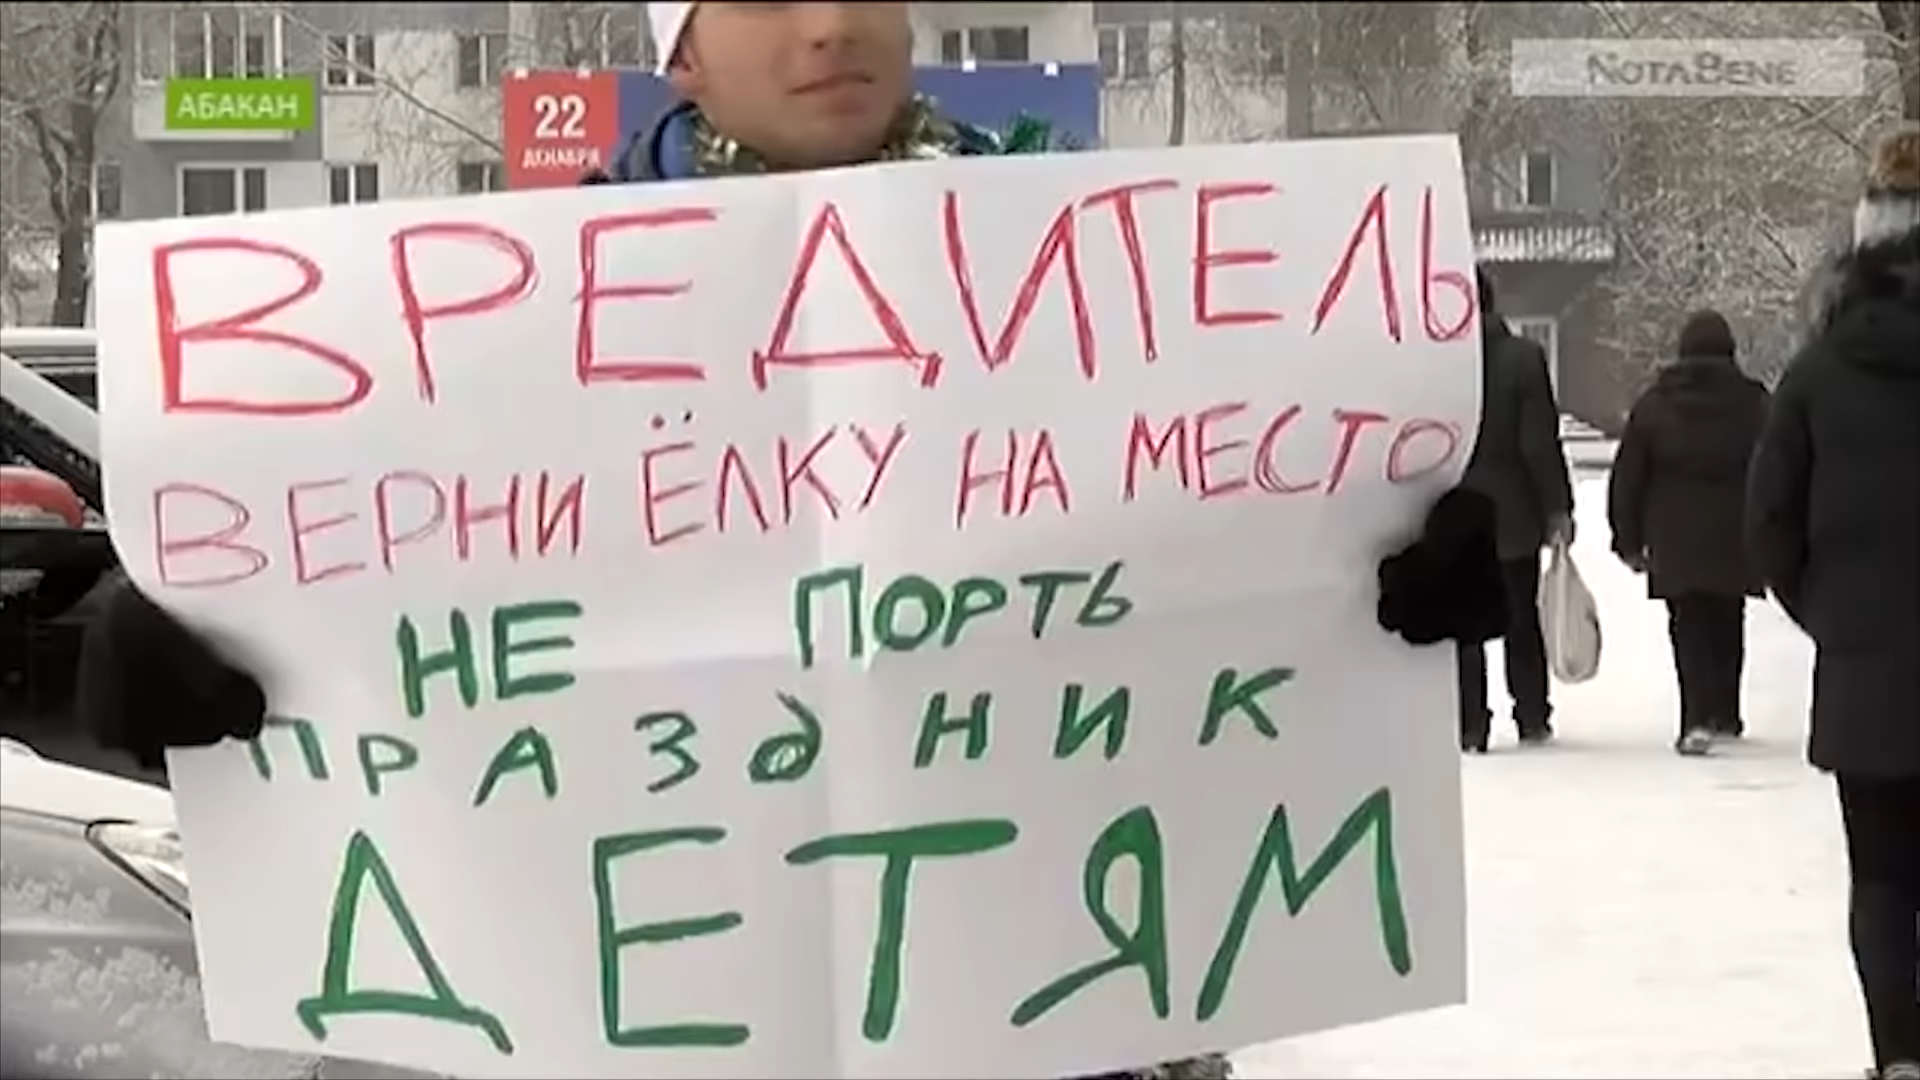 АБАКАН
NOTABENE
22
ДЕКАБРЯ
ВРЕДИТЕЛЬ
ВЕРНИ ЁЛКУ НА МЕСТО
НЕ ПОРТЬ
ПРАЗДНИК
ДЕТЯМ